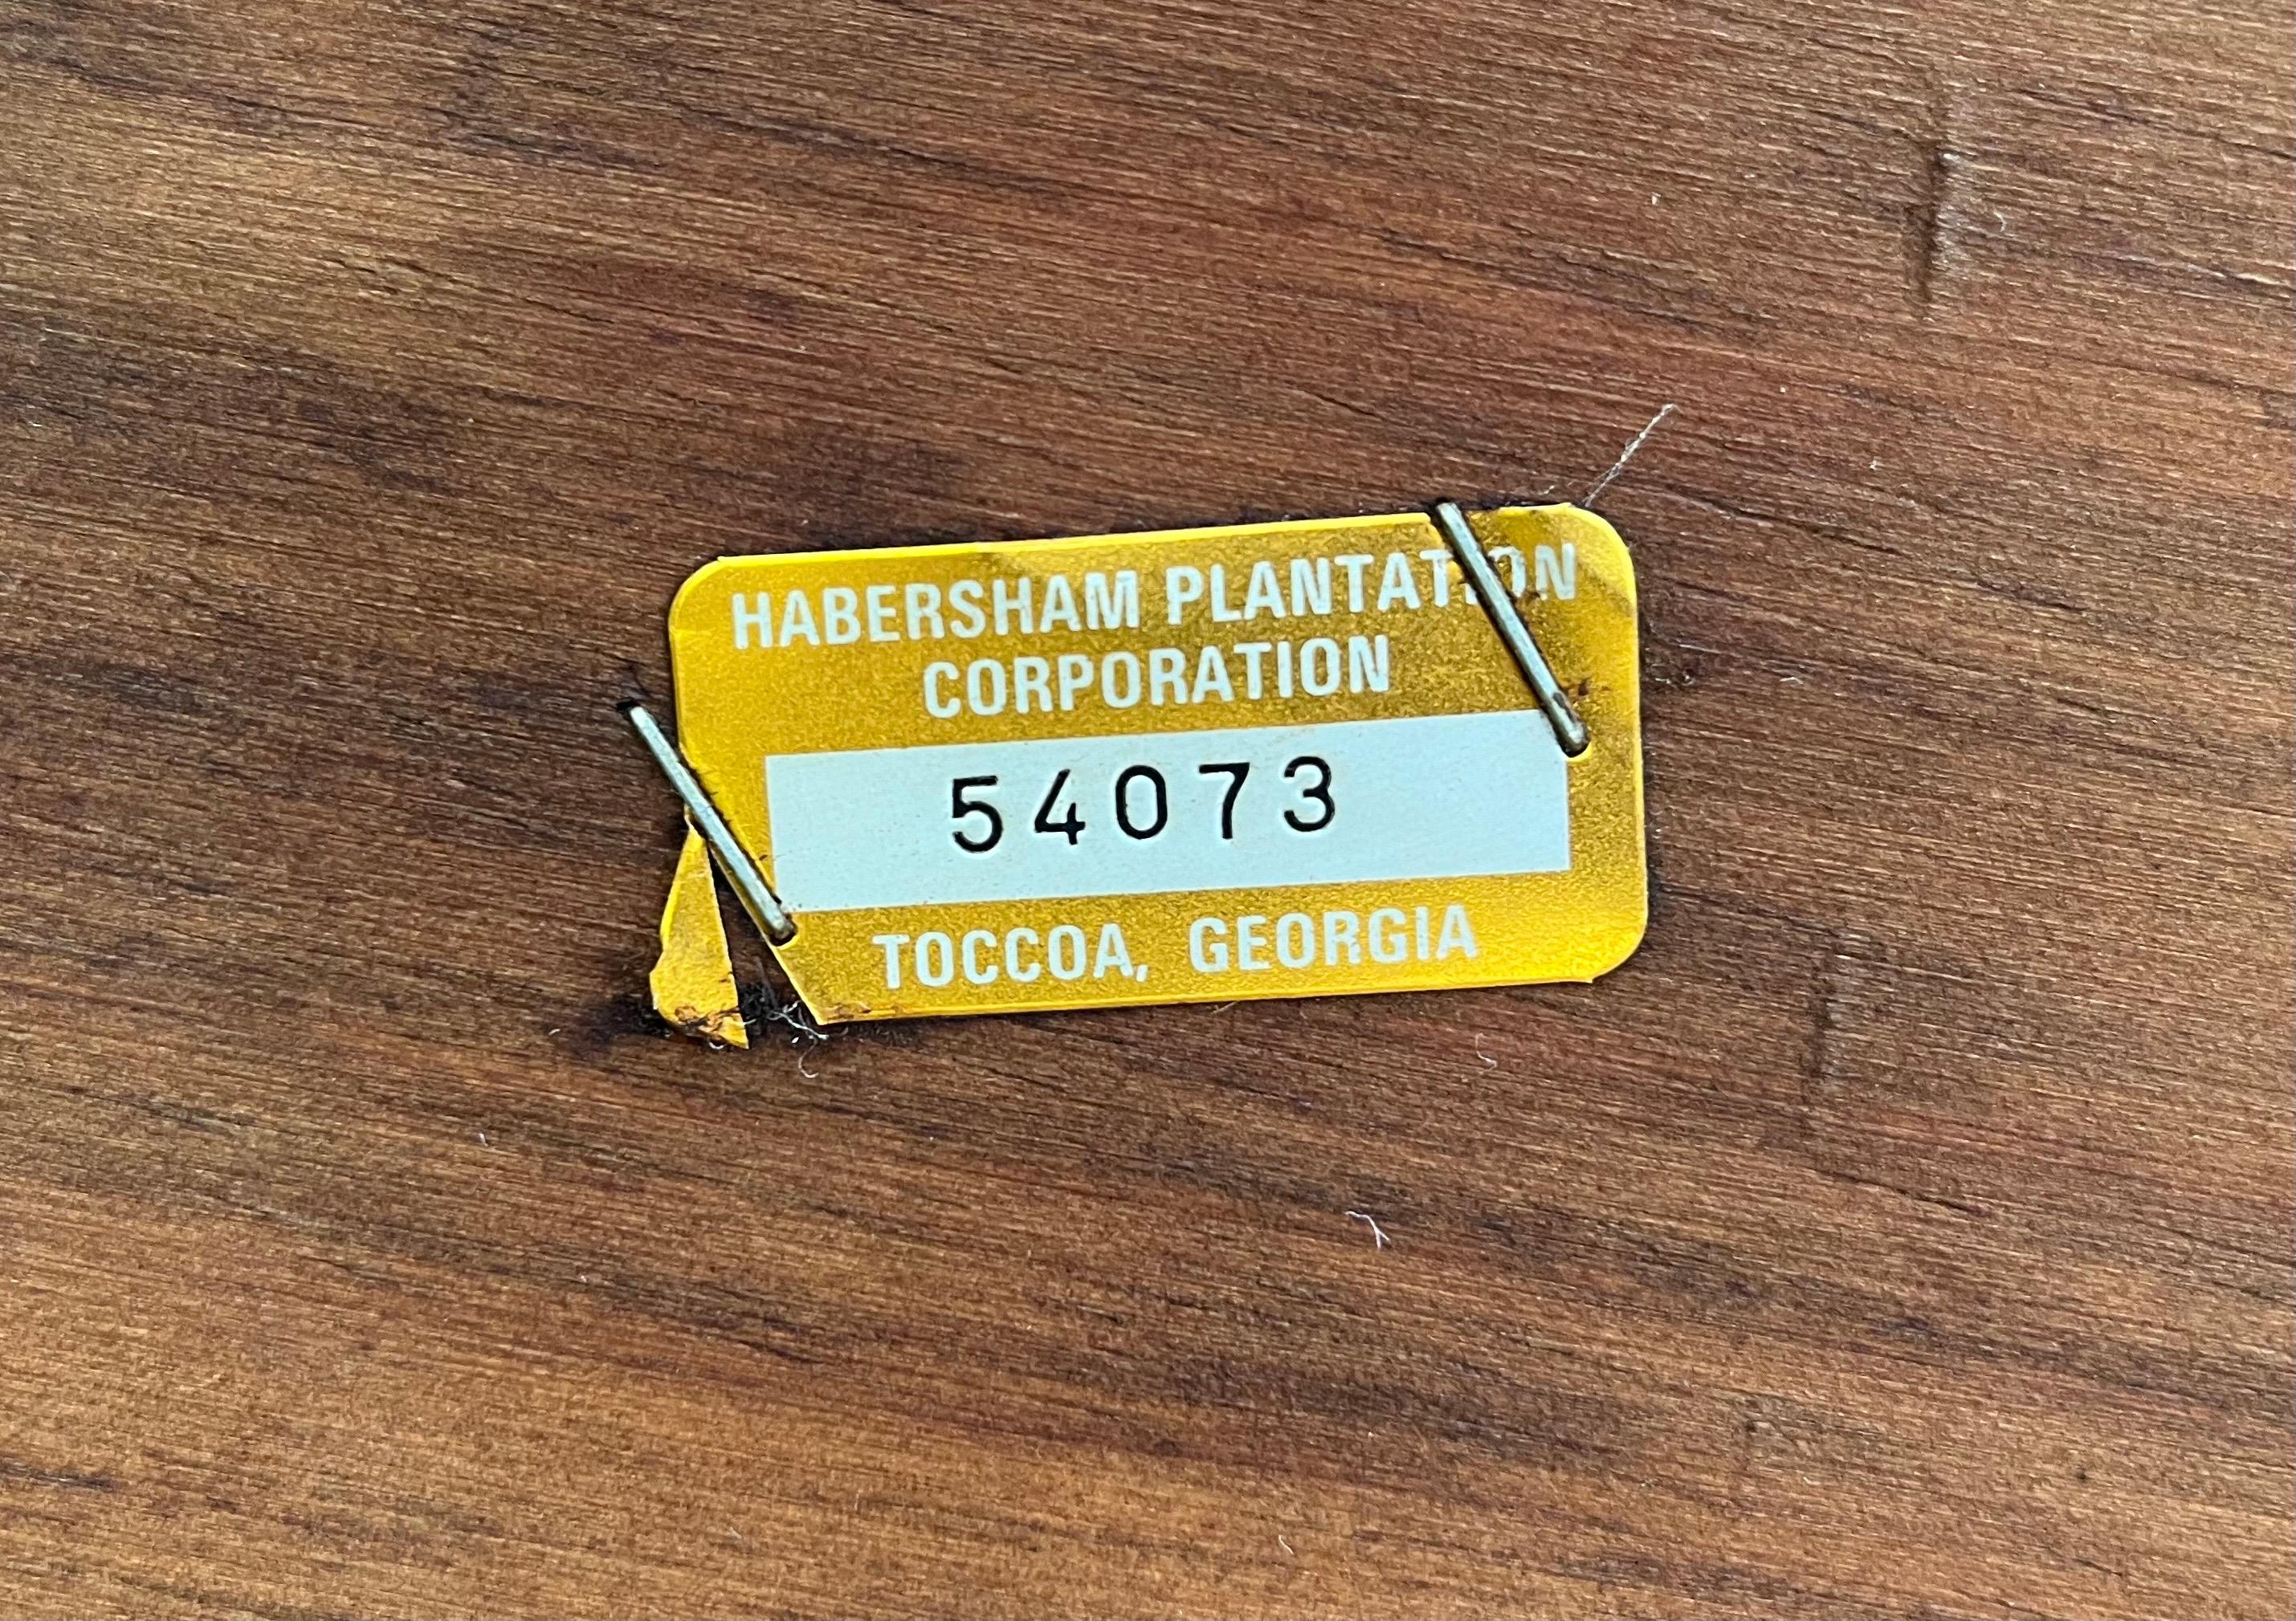 HABERSHAM PLANTATION
CORPORATION
54073
TOCCOA, GEORGIA